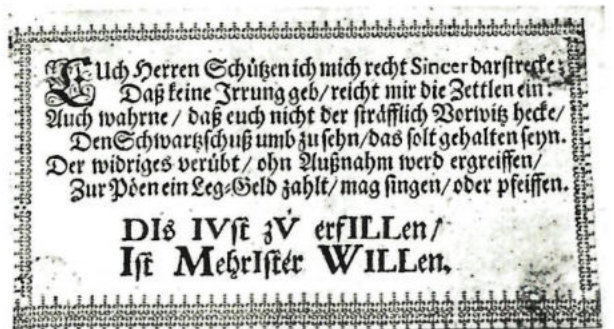 EUch Herren Schützen ich mich recht Sincer darstrecke;
Daß keine Irrung geb/ reicht mir die Zettlen ein:
Auch wahrne/ daß euch nicht der sträfflich Vorwitz hecke/
Den Schwartzschuß umb zu sehn/ das solt gehalten seyn.
Der widriges verübt/ ohn Außnahm werd ergreiffen/
Zur Pöen ein Leg-Geld zahlt/ mag singen/ oder pfeiffen.
DIs IVst zV erfILLen/
Ist MehrIster WILLen.